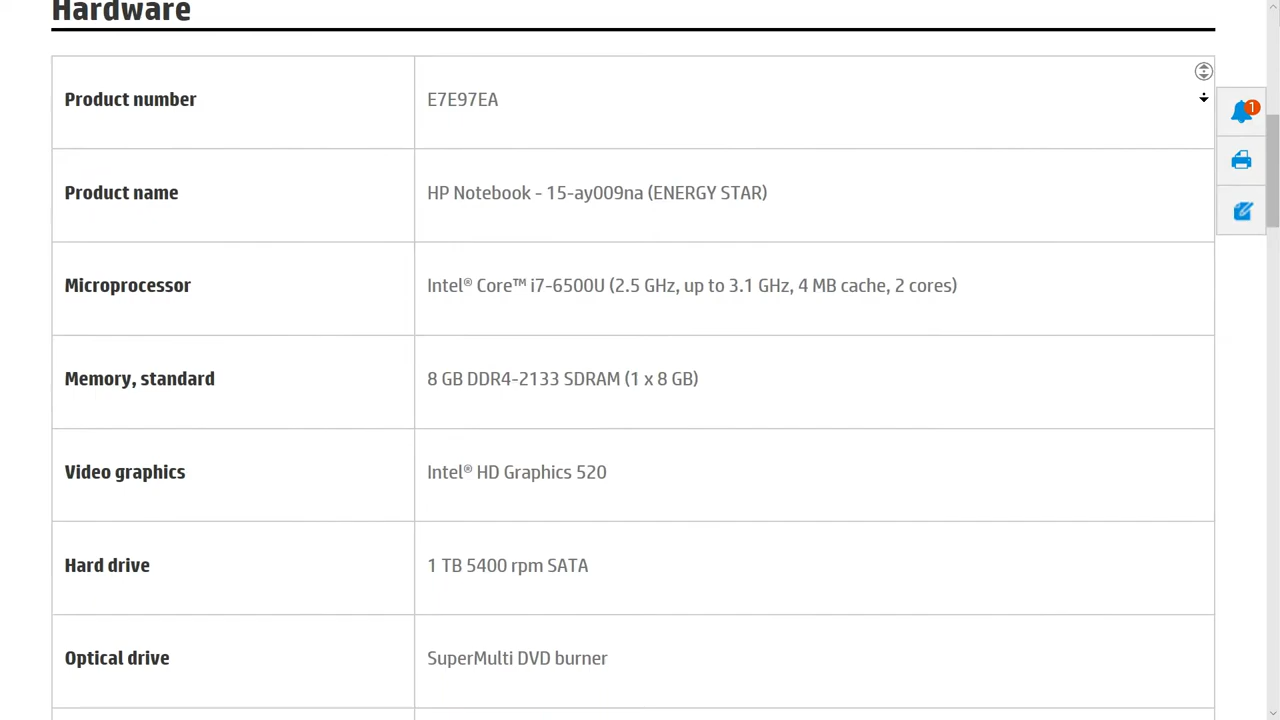 Hardware
Product number E7E97EA
1
Product name HP Notebook - 15-ay009na (ENERGY STAR)
Microprocessor Intel® Core™ i7-6500U (2.5 GHz, up to 3.1 GHz, 4 MB cache, 2 cores)
Memory, standard 8 GB DDR4-2133 SDRAM (1 x 8 GB)
Video graphics Intel® HD Graphics 520
Hard drive 1 TB 5400 rpm SATA
Optical drive SuperMulti DVD burner